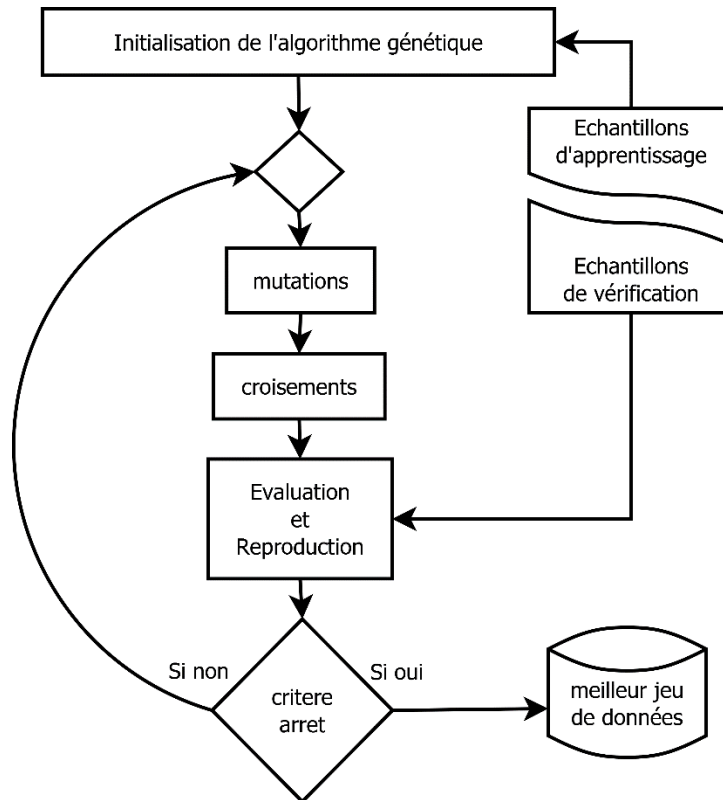 Initialisation de l'algorithme génétique
Echantillons
d'apprentissage
Echantillons
de vérification
mutations
croisements
Evaluation
et
Reproduction
Si non
Si oui
critere
arret
meilleur jeu
de données